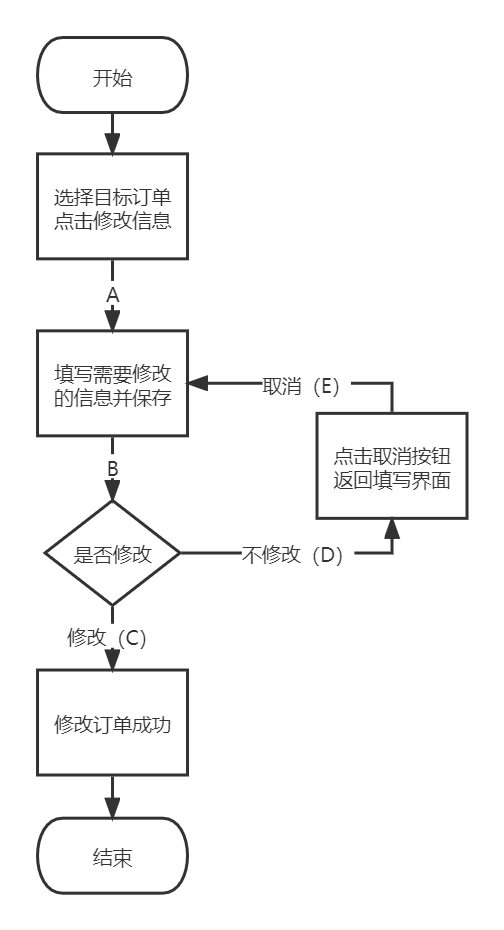 开始
选择目标订单
点击修改信息
A
填写需要修改
的信息并保存
取消（E）
点击取消按钮
返回填写界面
B
是否修改
不修改（D）
修改（C）
修改订单成功
结束